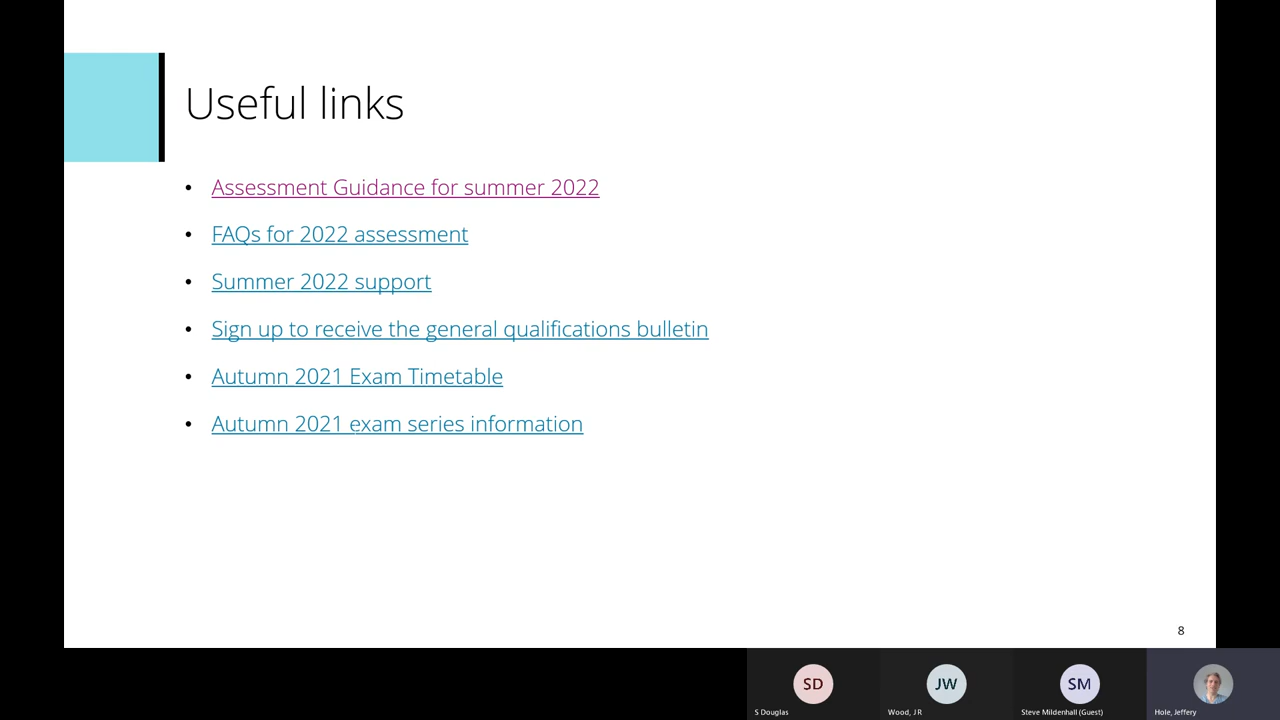 Useful links
• Assessment Guidance for summer 2022
• FAQs for 2022 assessment
• Summer 2022 support
• Sign up to receive the general qualifications bulletin
• Autumn 2021 Exam Timetable
• Autumn 2021 exam series information
8
SD
JW
SM
S Douglas
Wood, J R
Steve Mildenhall (Guest)
Hole, Jeffery